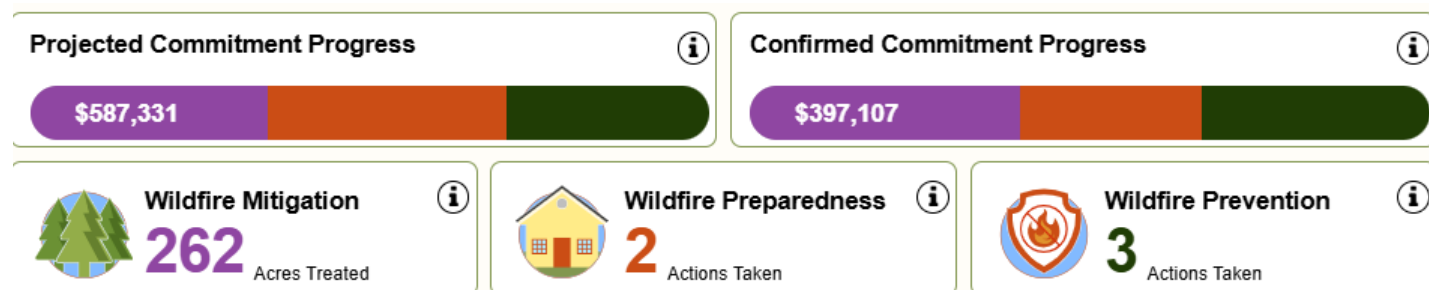 Projected Commitment Progress
$587,331
Confirmed Commitment Progress
$397,107
Wildfire Mitigation
262 Acres Treated
Wildfire Preparedness
2 Actions Taken
Wildfire Prevention
3 Actions Taken